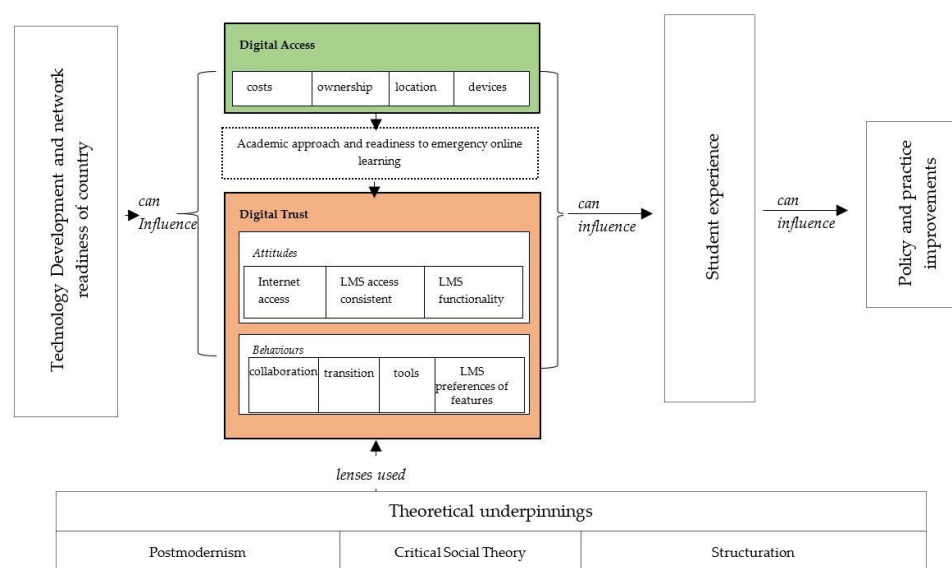 Technology Development and network
readiness of country
can
Influence
Digital Access
costs
ownership
location
devices
Academic approach and readiness to emergency online
learning
Digital Trust
Attitudes
Internet
access
LMS access
consistent
LMS
functionality
Behaviours
collaboration
transition
tools
LMS
preferences of
features
can
influence
Student experience
can
influence
Policy and practice
improvements
lenses used
Theoretical underpinnings
Postmodernism
Critical Social Theory
Structuration